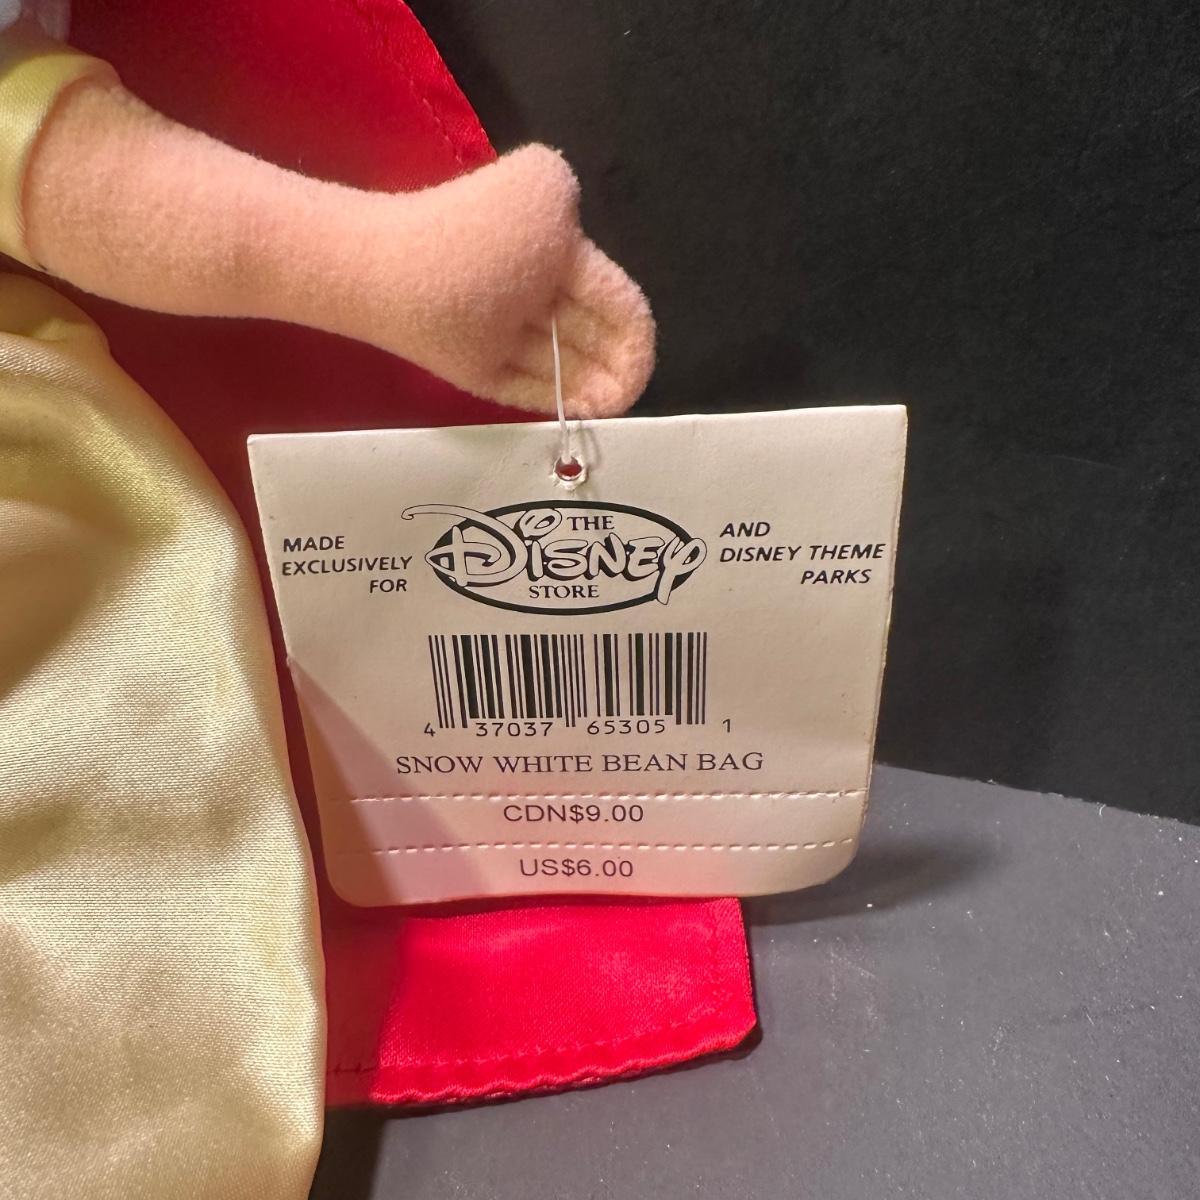 MADE
EXCLUSIVELY
FOR
THE
Disney
STORE
AND
DISNEY THEME
PARKS
4 37037 65305 1
SNOW WHITE BEAN BAG
CDN$9.00
US$6.00